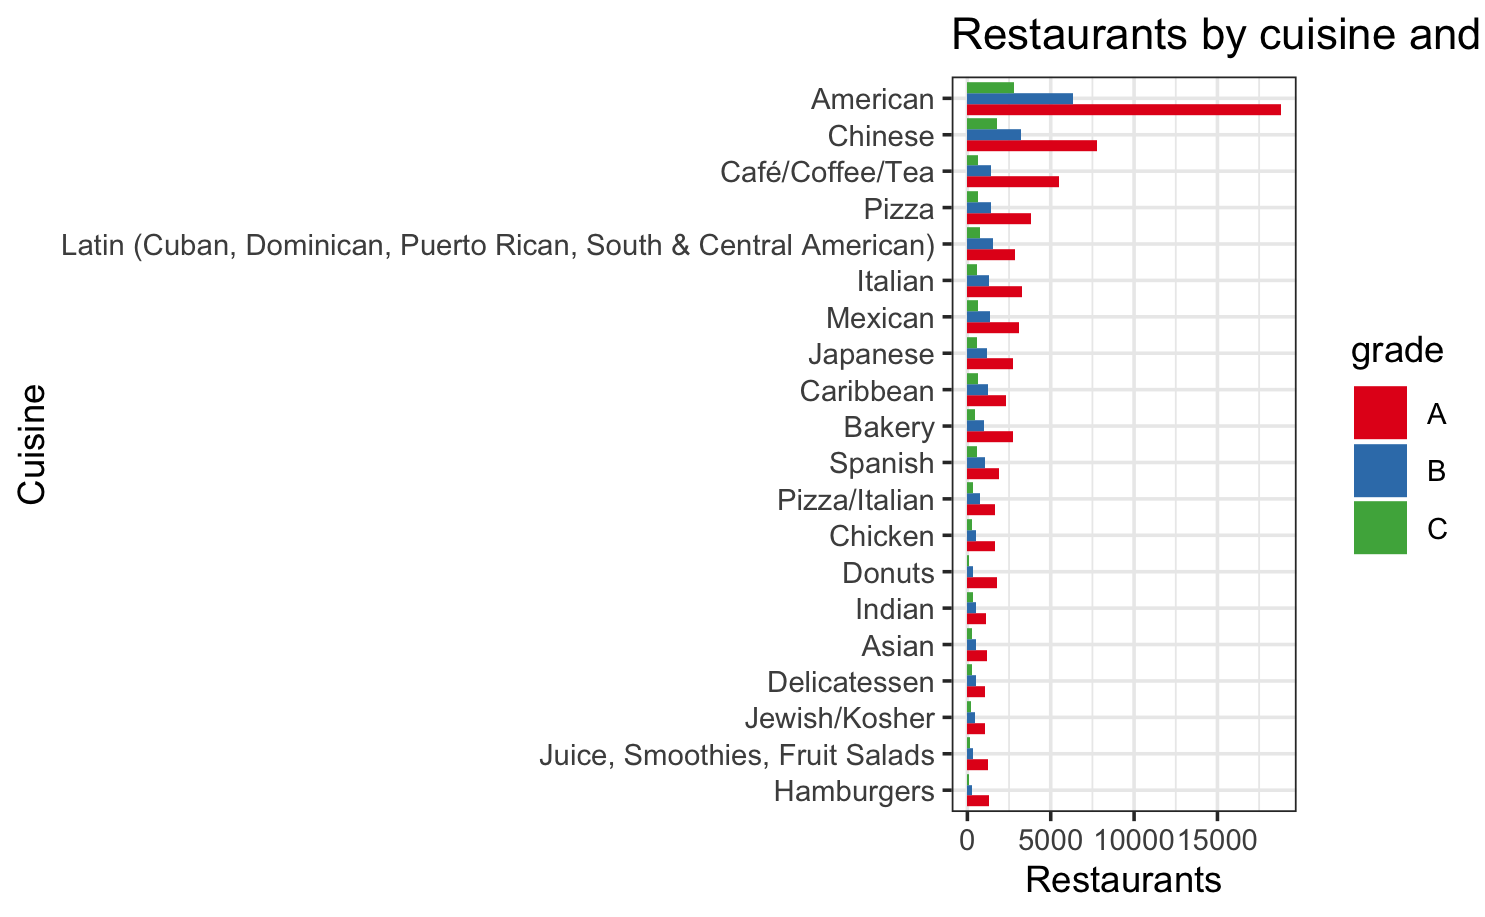 Restaurants by cuisine and
American
Chinese
Café/Coffee/Tea
Pizza
Latin (Cuban, Dominican, Puerto Rican, South & Central American)
Italian
Mexican
Japanese
Caribbean
Bakery
Spanish
Pizza/Italian
Chicken
Donuts
Indian
Asian
Delicatessen
Jewish/Kosher
Juice, Smoothies, Fruit Salads
Hamburgers
Cuisine
0 5000 10000 15000
Restaurants
grade
A
B
C